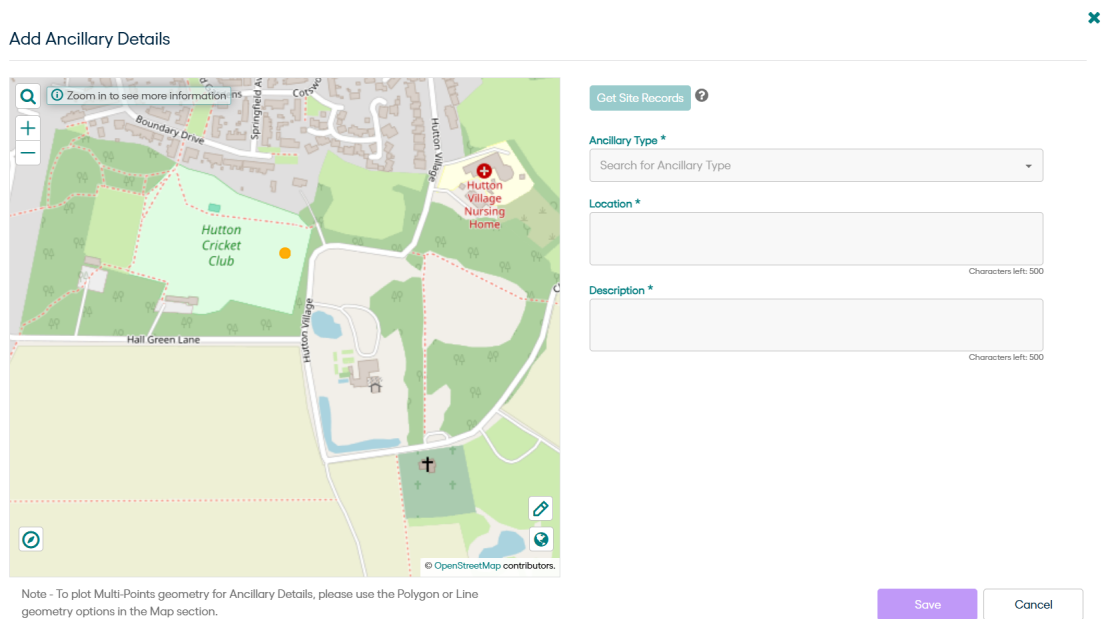 Add Ancillary Details
Zoom in to see more information
Springfield Av
Cotsw
Boundary Drive
Hutton Village
Hutton
Village
Nursing
Home
Hutton
Cricket
Club
Hutton Village
Hall Green Lane
© OpenStreetMap contributors.
Note - To plot Multi-Points geometry for Ancillary Details, please use the Polygon or Line
geometry options in the Map section.
Get Site Records ?
Ancillary Type *
Search for Ancillary Type
Location *
Characters left: 500
Description *
Characters left: 500
Save
Cancel